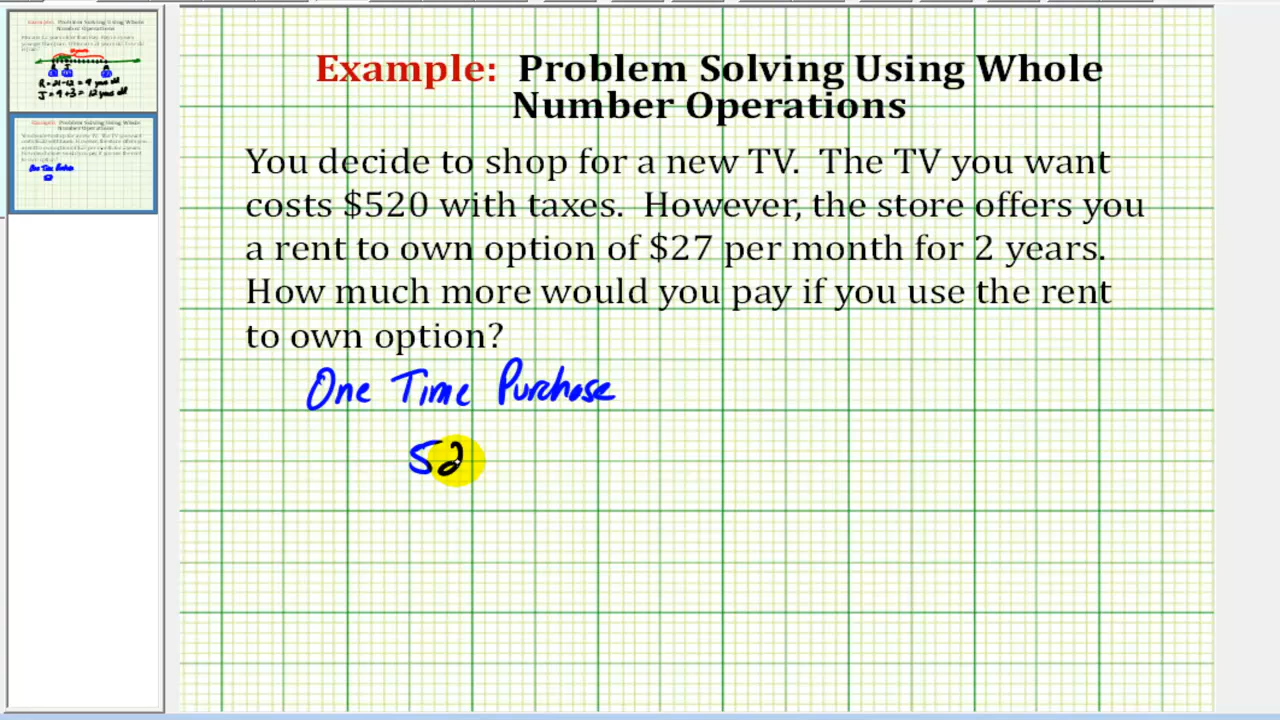 Example: Problem Solving Using Whole
Number Operations
You decide to shop for a new TV. The TV you want
costs $520 with taxes. However, the store offers you
a rent to own option of $27 per month for 2 years.
How much more would you pay if you use the rent
to own option?
One Time Purchase
52